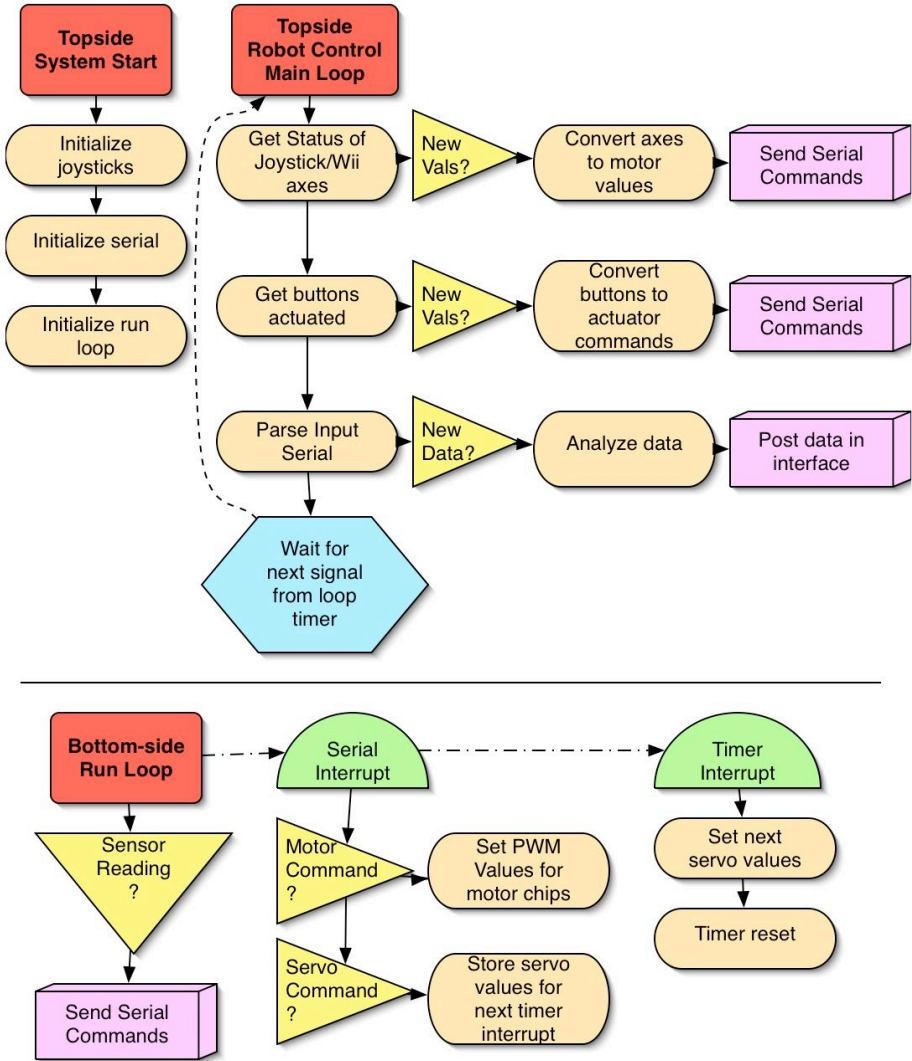 Topside
System Start
Initialize
joysticks
Initialize serial
Initialize run
loop
Topside
Robot Control
Main Loop
Get Status of
Joystick/Wii
axes
New
Vals?
Convert axes
to motor
values
Send Serial
Commands
Get buttons
actuated
New
Vals?
Convert
buttons to
actuator
commands
Send Serial
Commands
Parse Input
Serial
New
Data?
Analyze data
Post data in
interface
Wait for
next signal
from loop
timer
Bottom-side
Run Loop
Sensor
Reading
?
Send Serial
Commands
Serial
Interrupt
Motor
Command
?
Set PWM
Values for
motor chips
Servo
Command
?
Store servo
values for
next timer
interrupt
Timer
Interrupt
Set next
servo values
Timer reset